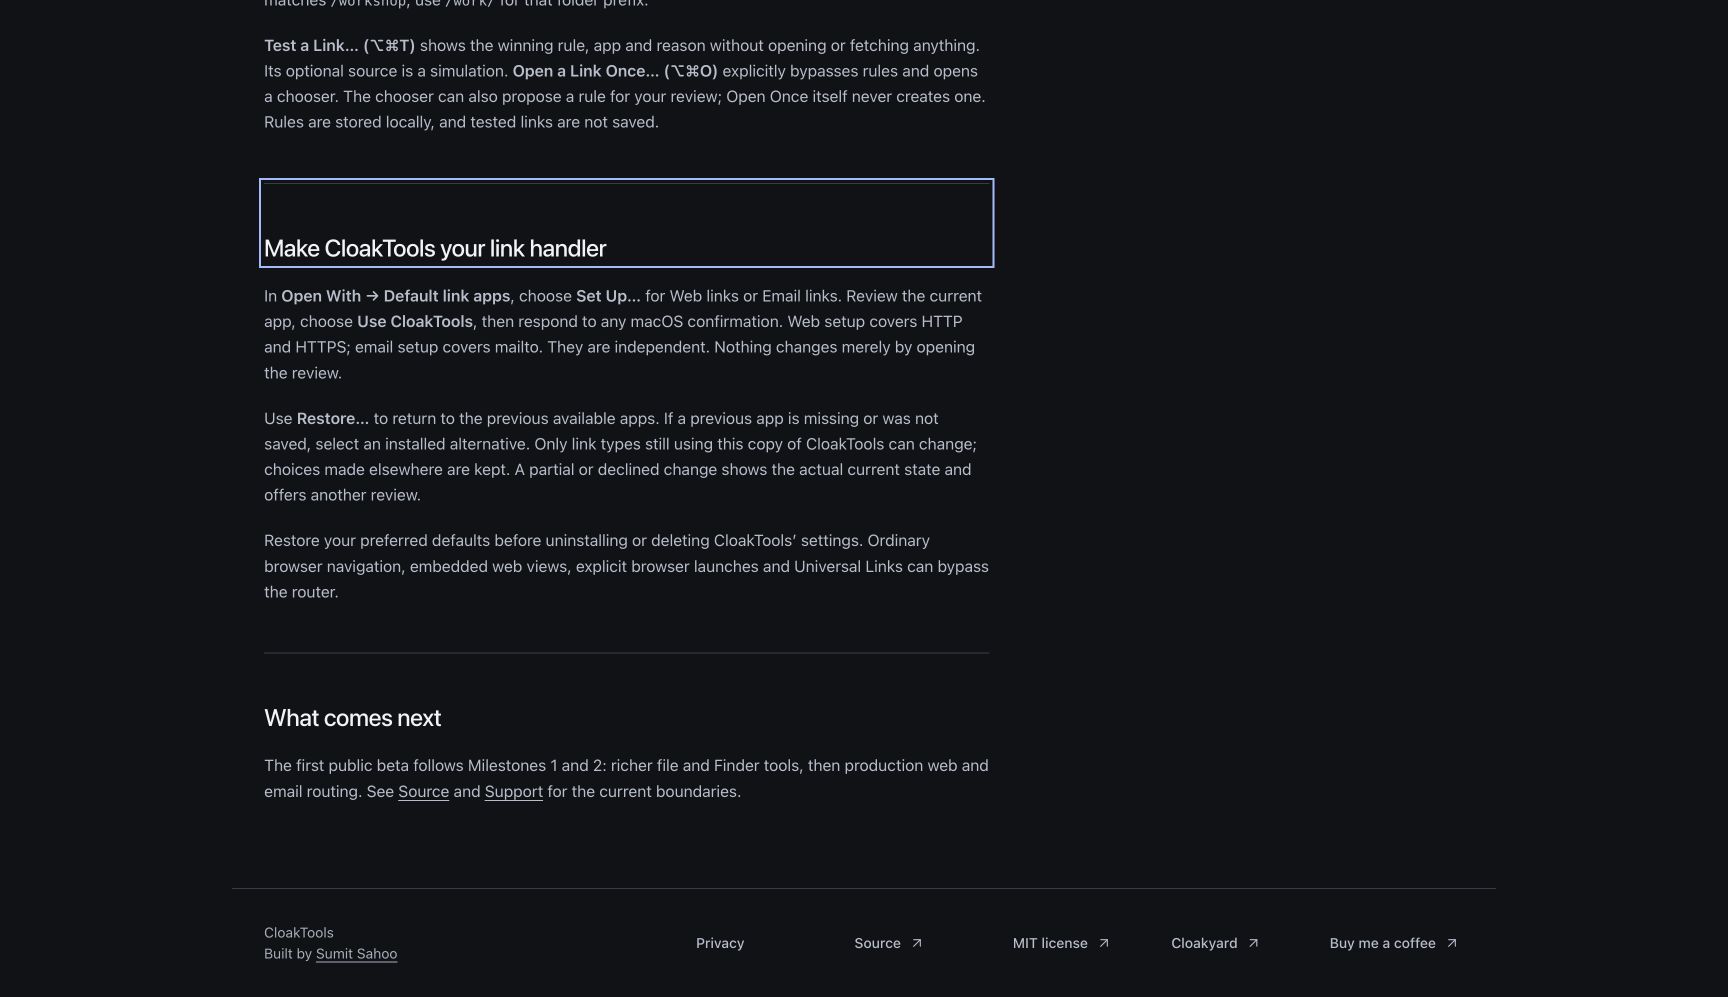 matches /workshop; use /work/ for that folder prefix.
Test a Link… (⌥⌘T) shows the winning rule, app and reason without opening or fetching anything.
Its optional source is a simulation. Open a Link Once… (⌥⌘O) explicitly bypasses rules and opens
a chooser. The chooser can also propose a rule for your review; Open Once itself never creates one.
Rules are stored locally, and tested links are not saved.
Make CloakTools your link handler
In Open With → Default link apps, choose Set Up… for Web links or Email links. Review the current
app, choose Use CloakTools, then respond to any macOS confirmation. Web setup covers HTTP
and HTTPS; email setup covers mailto. They are independent. Nothing changes merely by opening
the review.
Use Restore… to return to the previous available apps. If a previous app is missing or was not
saved, select an installed alternative. Only link types still using this copy of CloakTools can change;
choices made elsewhere are kept. A partial or declined change shows the actual current state and
offers another review.
Restore your preferred defaults before uninstalling or deleting CloakTools’ settings. Ordinary
browser navigation, embedded web views, explicit browser launches and Universal Links can bypass
the router.
What comes next
The first public beta follows Milestones 1 and 2: richer file and Finder tools, then production web and
email routing. See Source and Support for the current boundaries.
CloakTools
Built by Sumit Sahoo
Privacy
Source ↗
MIT license ↗
Cloakyard ↗
Buy me a coffee ↗